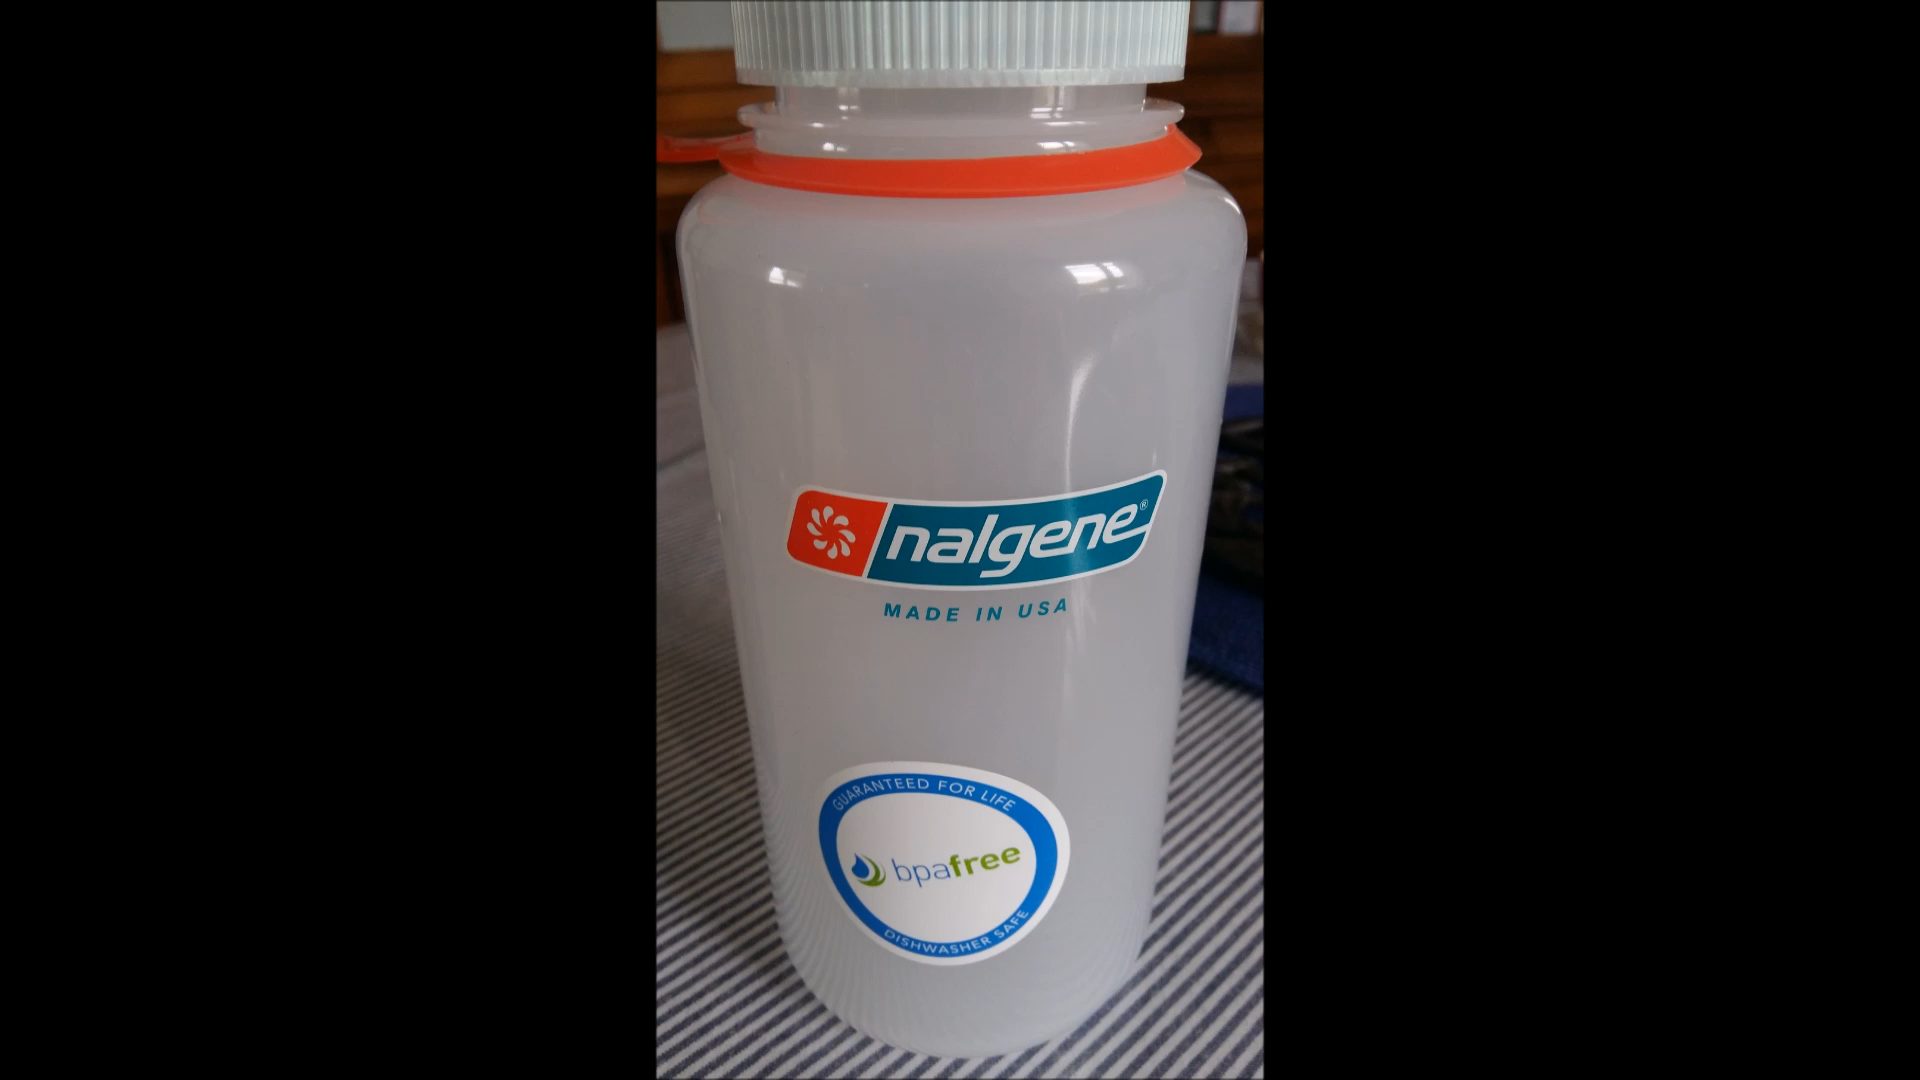 nalgene®
MADE IN USA
GUARANTEED FOR LIFE
bpafree
DISHWASHER SAFE